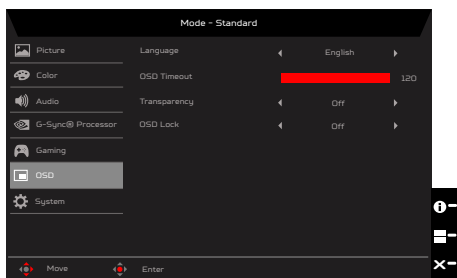 Mode - Standard
Picture
Language English
Color
OSD Timeout 120
Audio
Transparency Off
G-Sync® Processor
OSD Lock Off
Gaming
OSD
System
Move Enter